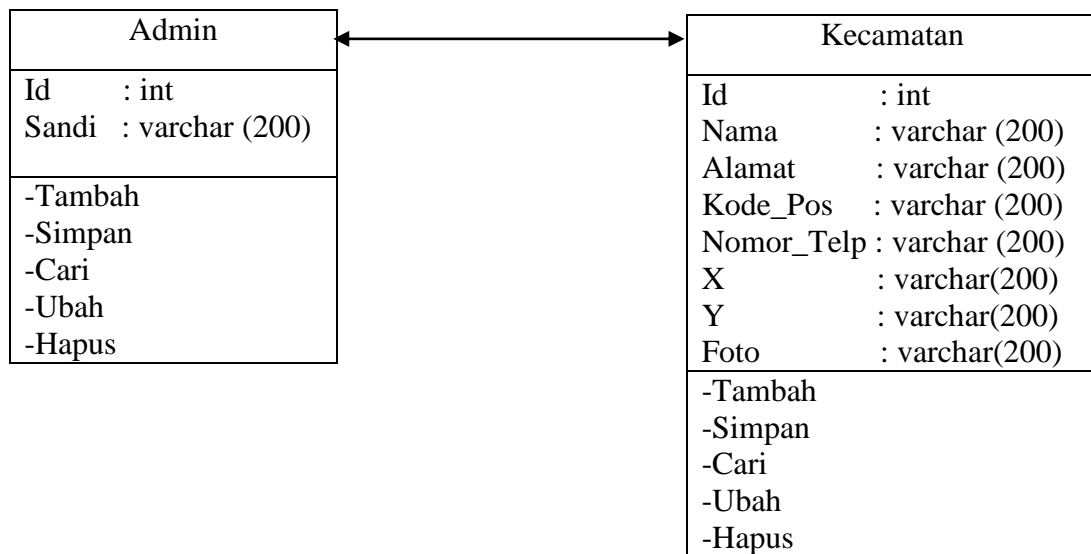 Admin
Id : int
Sandi : varchar (200)
-Tambah
-Simpan
-Cari
-Ubah
-Hapus
Kecamatan
Id : int
Nama : varchar (200)
Alamat : varchar (200)
Kode_Pos : varchar (200)
Nomor_Telp : varchar (200)
X : varchar(200)
Y : varchar(200)
Foto : varchar(200)
-Tambah
-Simpan
-Cari
-Ubah
-Hapus